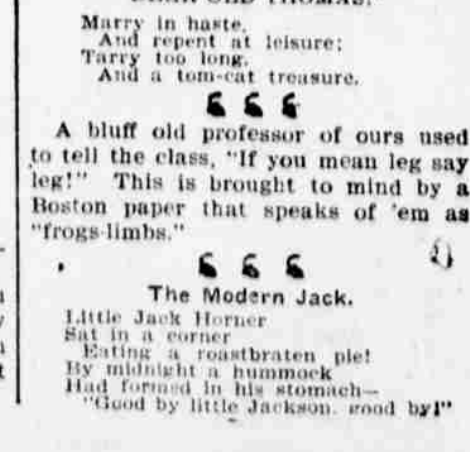 Marry in haste,
And repent at leisure;
Tarry too long,
And a tom-cat treasure.
A bluff old professor of ours used
to tell the class, "If you mean leg say
leg!" This is brought to mind by a
Boston paper that speaks of 'em as
"frogs-limbs."
The Modern Jack.
Little Jack Horner
Sat in a corner
Eating a roastbraten pie!
By midnight a hummock
Had formed in his stomach—
"Good by little Jackson, good by!"